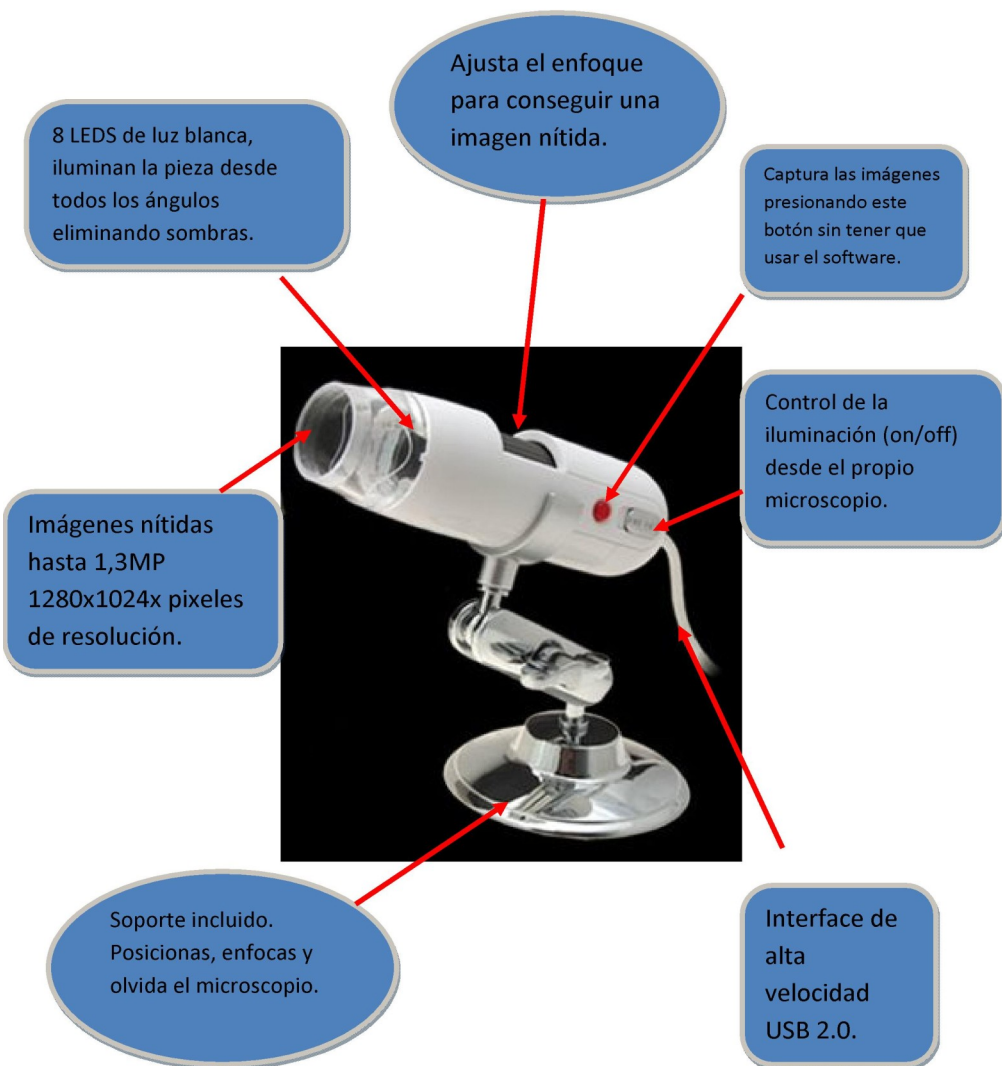 Ajusta el enfoque
para conseguir una
imagen nítida.
8 LEDS de luz blanca,
iluminan la pieza desde
todos los ángulos
eliminando sombras.
Captura las imágenes
presionando este
botón sin tener que
usar el software.
Control de la
iluminación (on/off)
desde el propio
microscopio.
Imágenes nítidas
hasta 1,3MP
1280x1024x pixeles
de resolución.
Soporte incluido.
Posicionas, enfocas y
olvida el microscopio.
Interface de
alta
velocidad
USB 2.0.